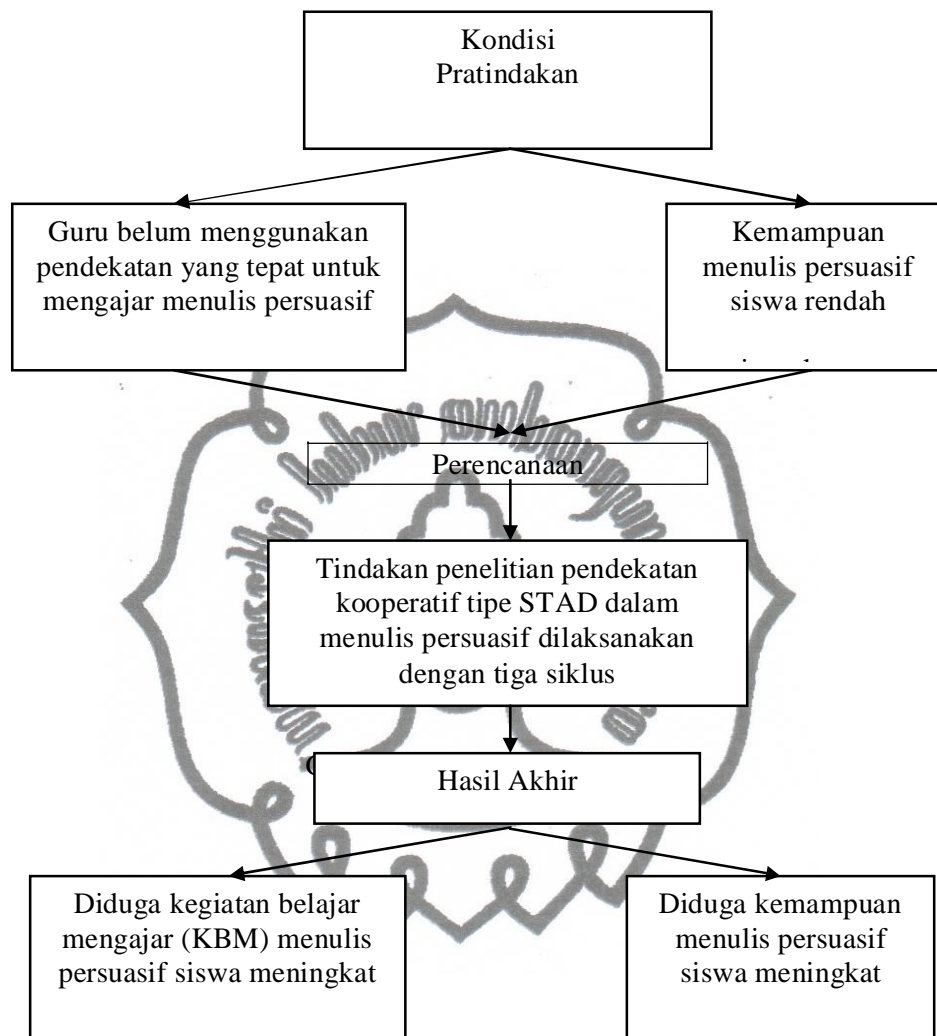 Kondisi
Pratindakan
Guru belum menggunakan
pendekatan yang tepat untuk
mengajar menulis persuasif
Kemampuan
menulis persuasif
siswa rendah
Perencanaan
Tindakan penelitian pendekatan
kooperatif tipe STAD dalam
menulis persuasif dilaksanakan
dengan tiga siklus
Hasil Akhir
Diduga kegiatan belajar
mengajar (KBM) menulis
persuasif siswa meningkat
Diduga kemampuan
menulis persuasif
siswa meningkat